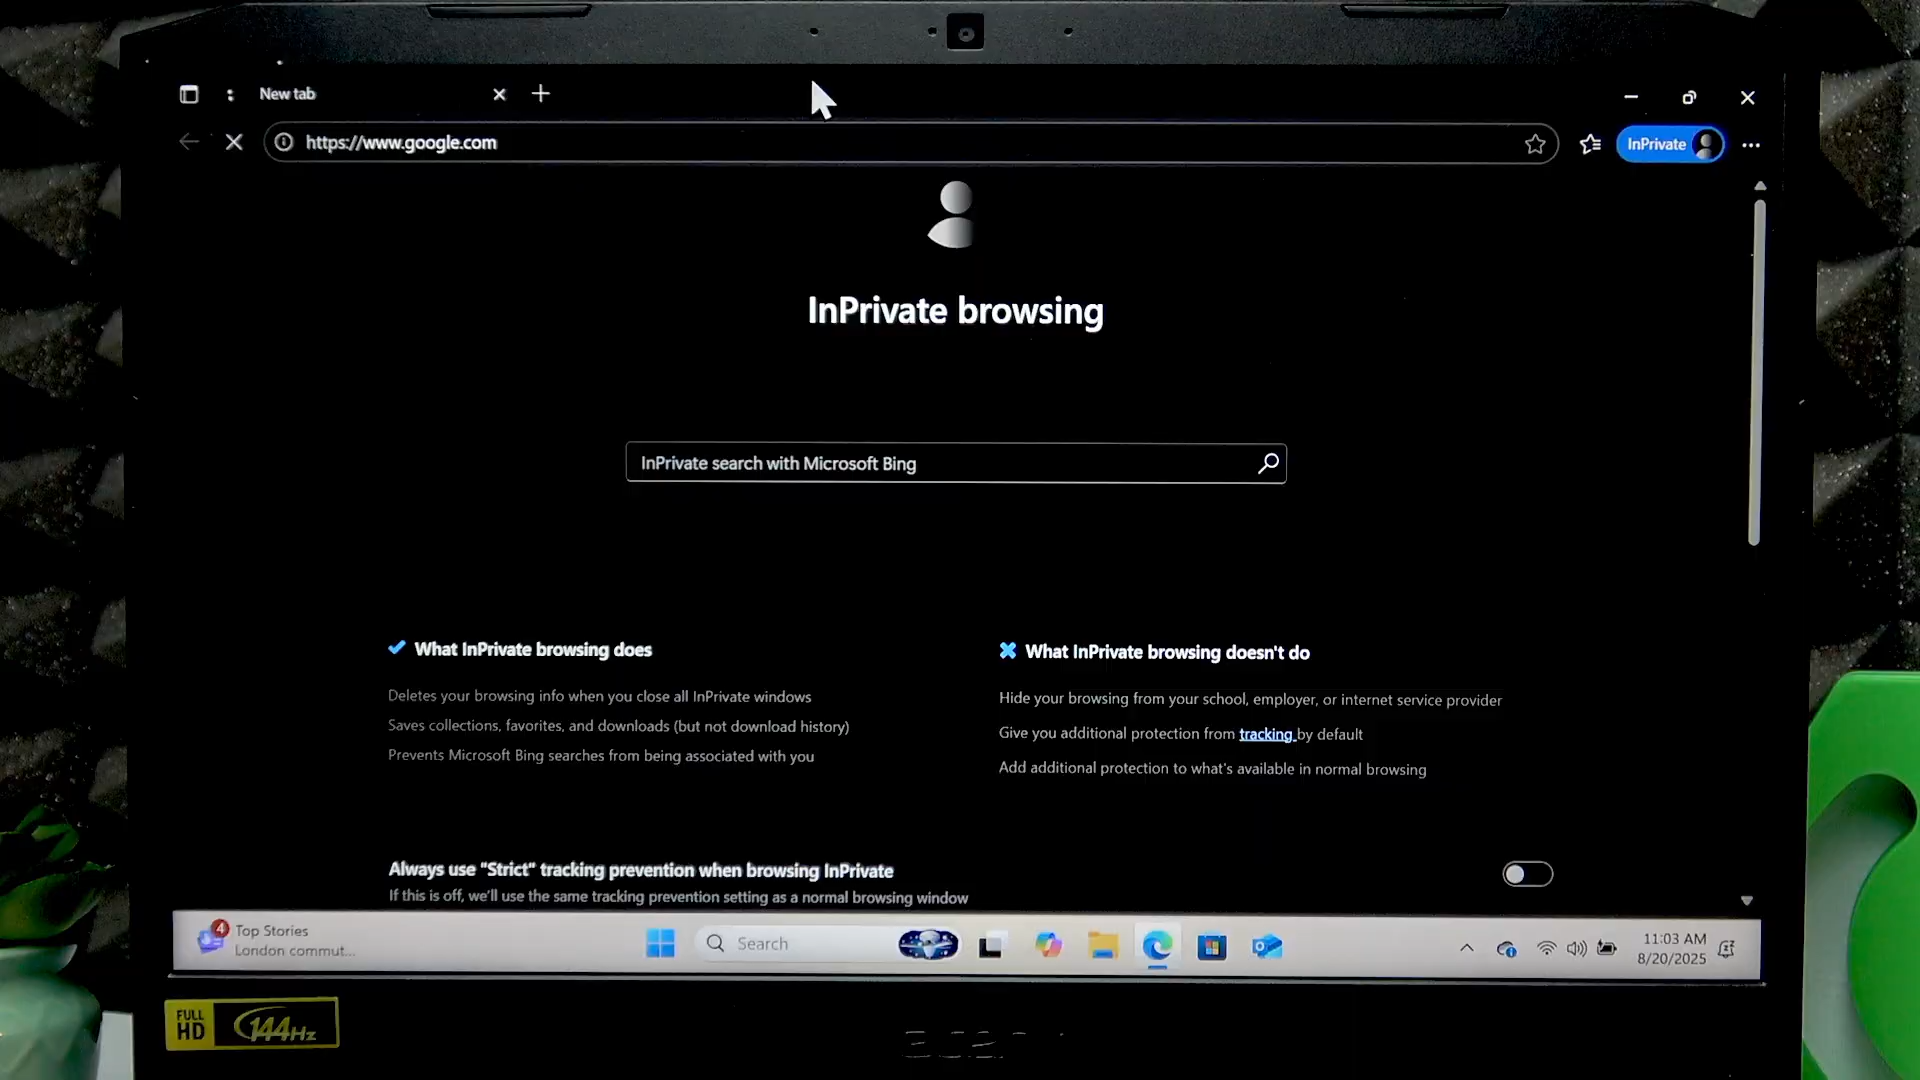 New tab
https://www.google.com
InPrivate
InPrivate browsing
InPrivate search with Microsoft Bing
What InPrivate browsing does
Deletes your browsing info when you close all InPrivate windows
Saves collections, favorites, and downloads (but not download history)
Prevents Microsoft Bing searches from being associated with you
What InPrivate browsing doesn't do
Hide your browsing from your school, employer, or internet service provider
Give you additional protection from tracking by default
Add additional protection to what's available in normal browsing
Always use "Strict" tracking prevention when browsing InPrivate
If this is off, we'll use the same tracking prevention setting as a normal browsing window
4
Top Stories
London commut...
Search
11:03 AM
8/20/2025
FULL HD
144Hz